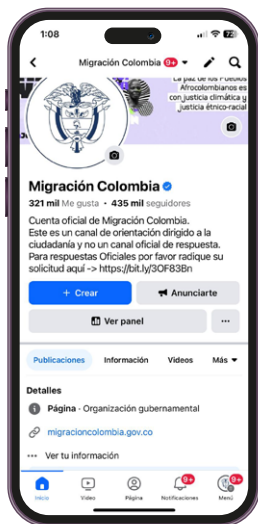 1:08
72
Migración Colombia 9+
La paz de los Pueblos
Afrocolombianos es
con justicia climática y
justicia étnico-racial
Migración Colombia
321 mil Me gusta • 435 mil seguidores
Cuenta oficial de Migración Colombia.
Este es un canal de orientación dirigido a la
ciudadanía y no un canal oficial de respuesta.
Para respuestas Oficiales por favor radique su
solicitud aquí -> https://bit.ly/3OF83Bn
+ Crear
Anunciarte
Ver panel
...
Publicaciones Información Videos Más
Detalles
Página · Organización gubernamental
migracioncolombia.gov.co
... Ver tu información
9+ 9+
Inicio Video Página Notificaciones Menú